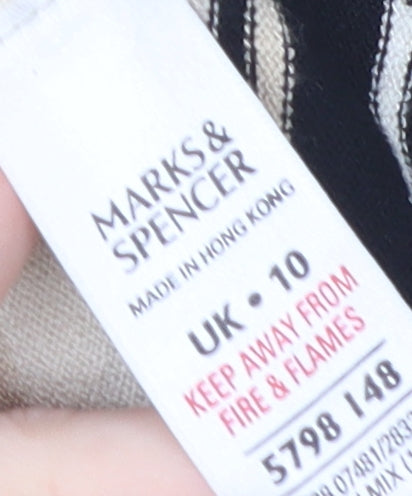 MARKS &
SPENCER
MADE IN HONG KONG
UK • 10
KEEP AWAY FROM
FIRE & FLAMES
5798 148